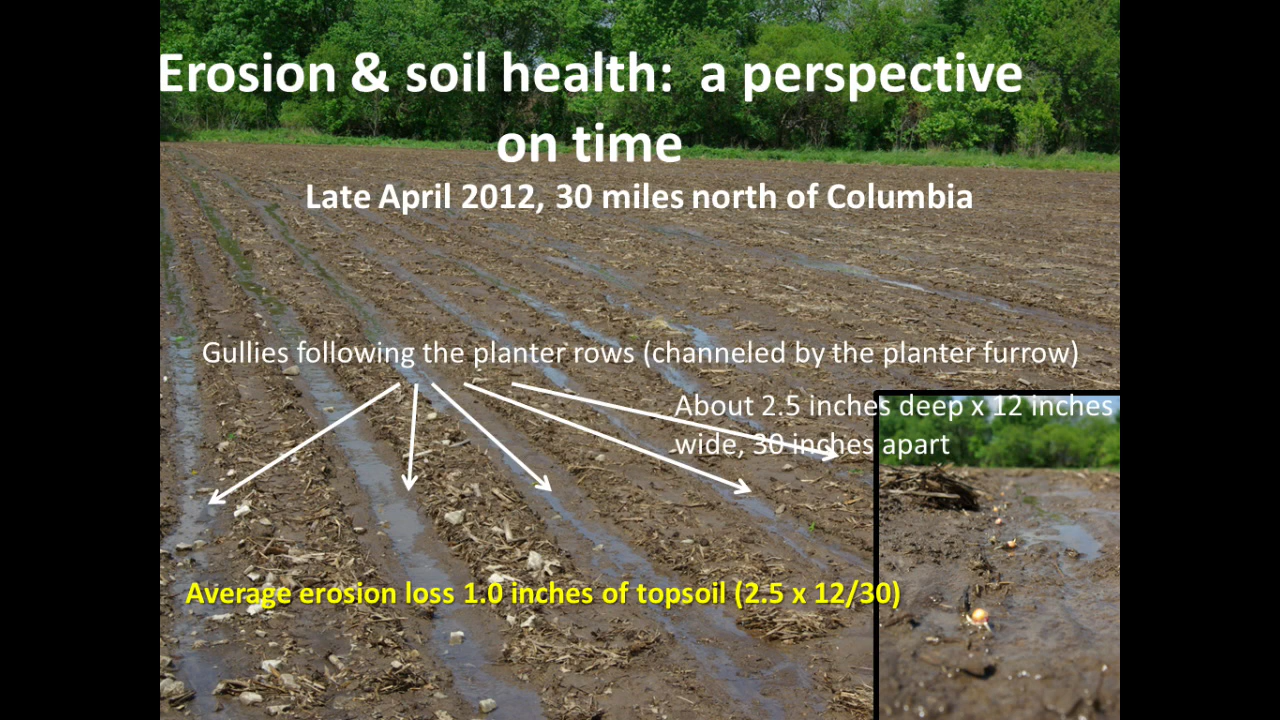 Erosion & soil health:  a perspective
on time
Late April 2012, 30 miles north of Columbia
Gullies following the planter rows (channeled by the planter furrow)
About 2.5 inches deep x 12 inches
wide, 30 inches apart
Average erosion loss 1.0 inches of topsoil (2.5 x 12/30)